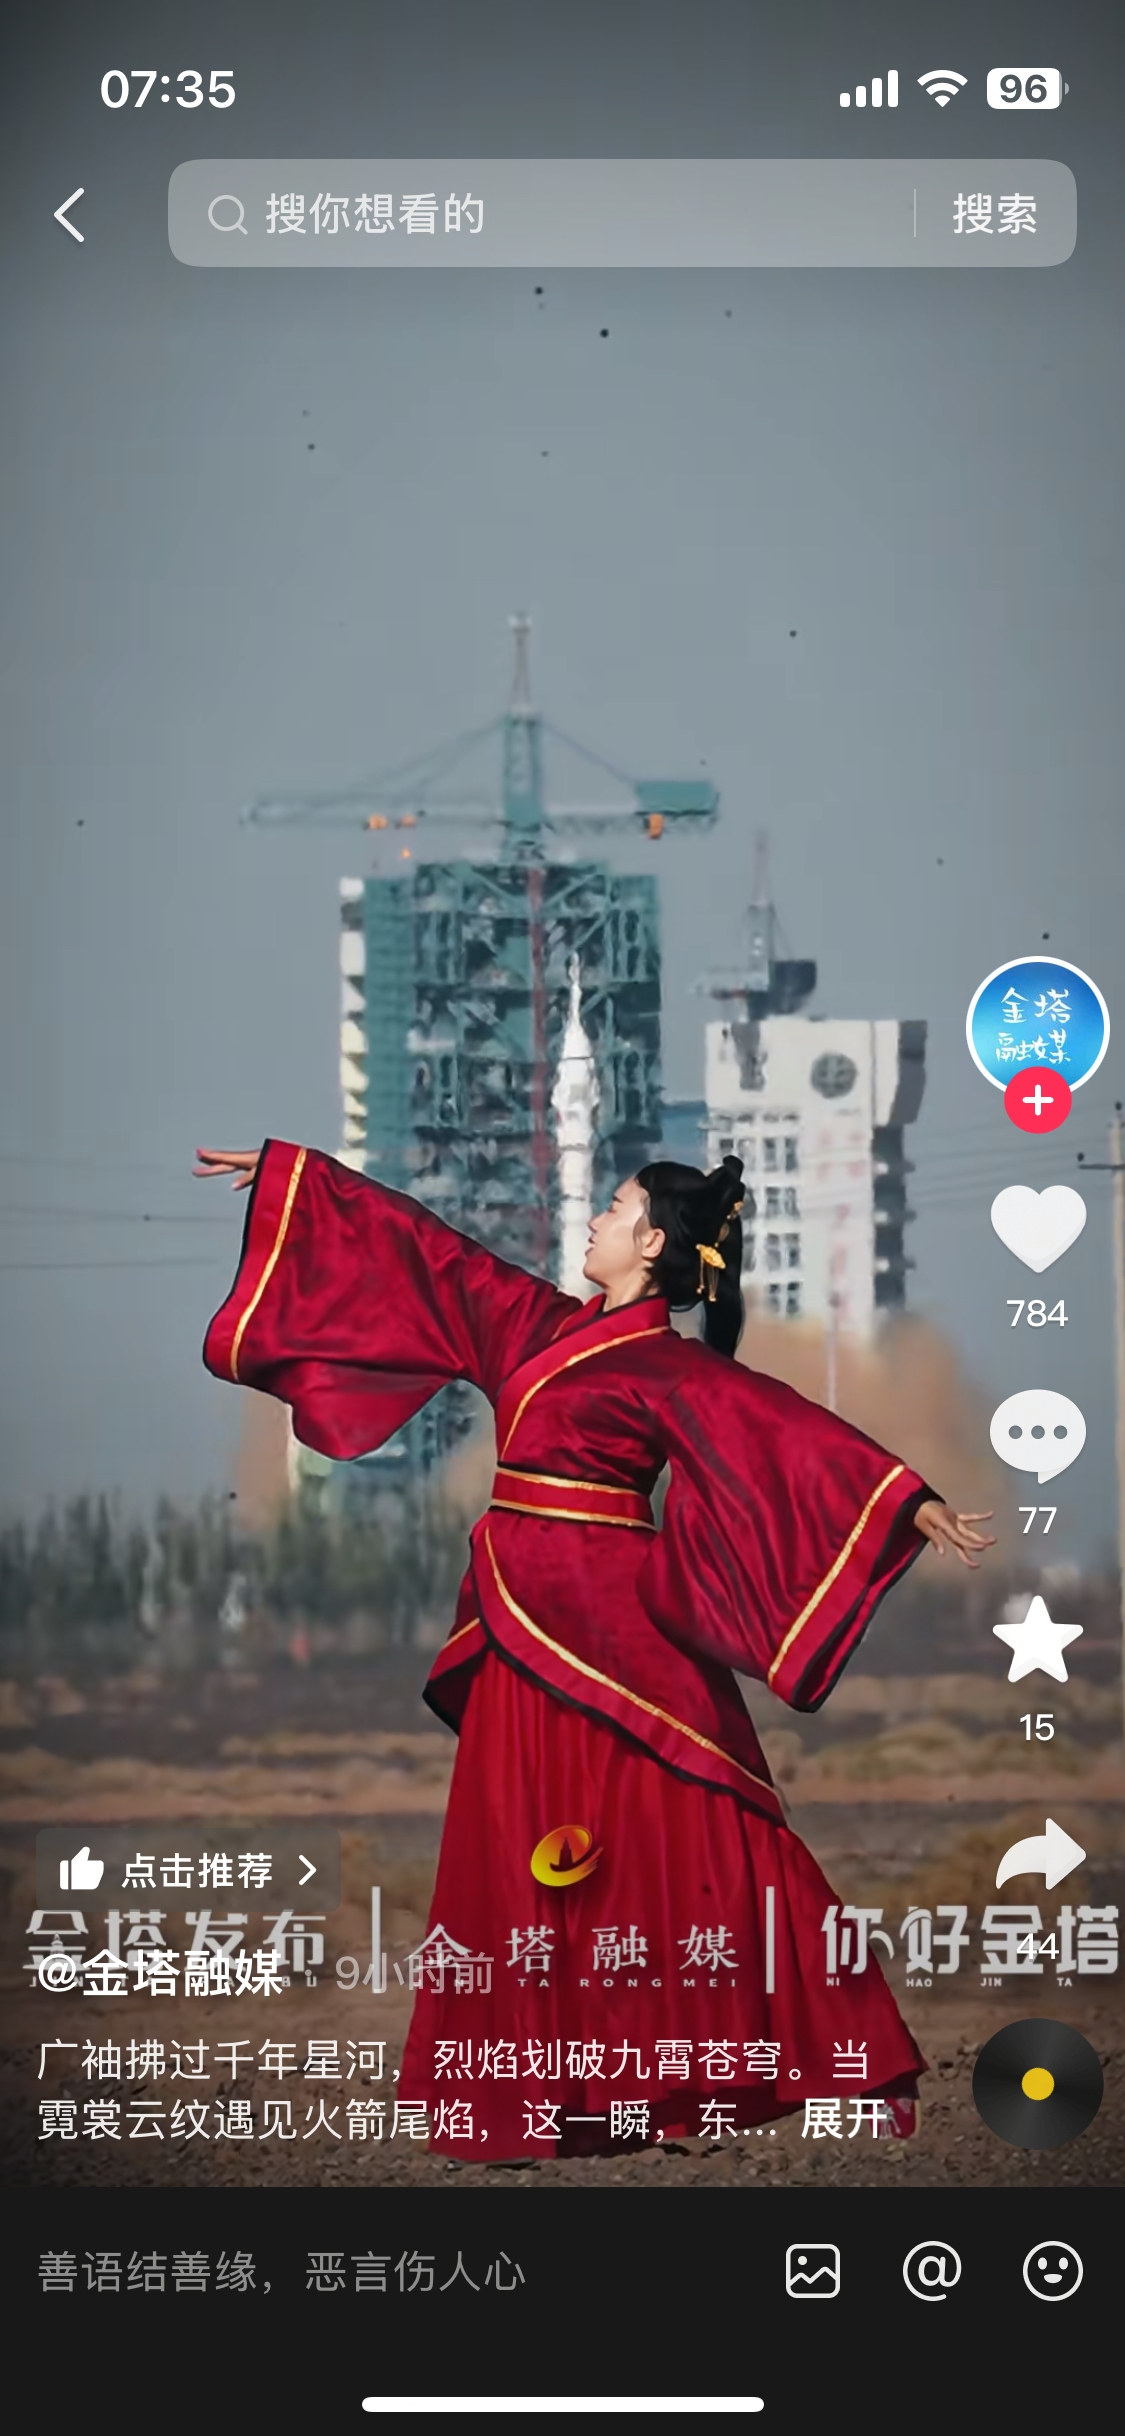 07:35
96
搜你想看的
搜索
金塔
融媒
784
77
15
点击推荐
金塔发布
金塔融媒
JIN TA RONG MEI
你好金塔
NI HAO JIN TA
44
@金塔融媒 · 9小时前
广袖拂过千年星河，烈焰划破九霄苍穹。当
霓裳云纹遇见火箭尾焰，这一瞬，东... 展开
善语结善缘，恶言伤人心